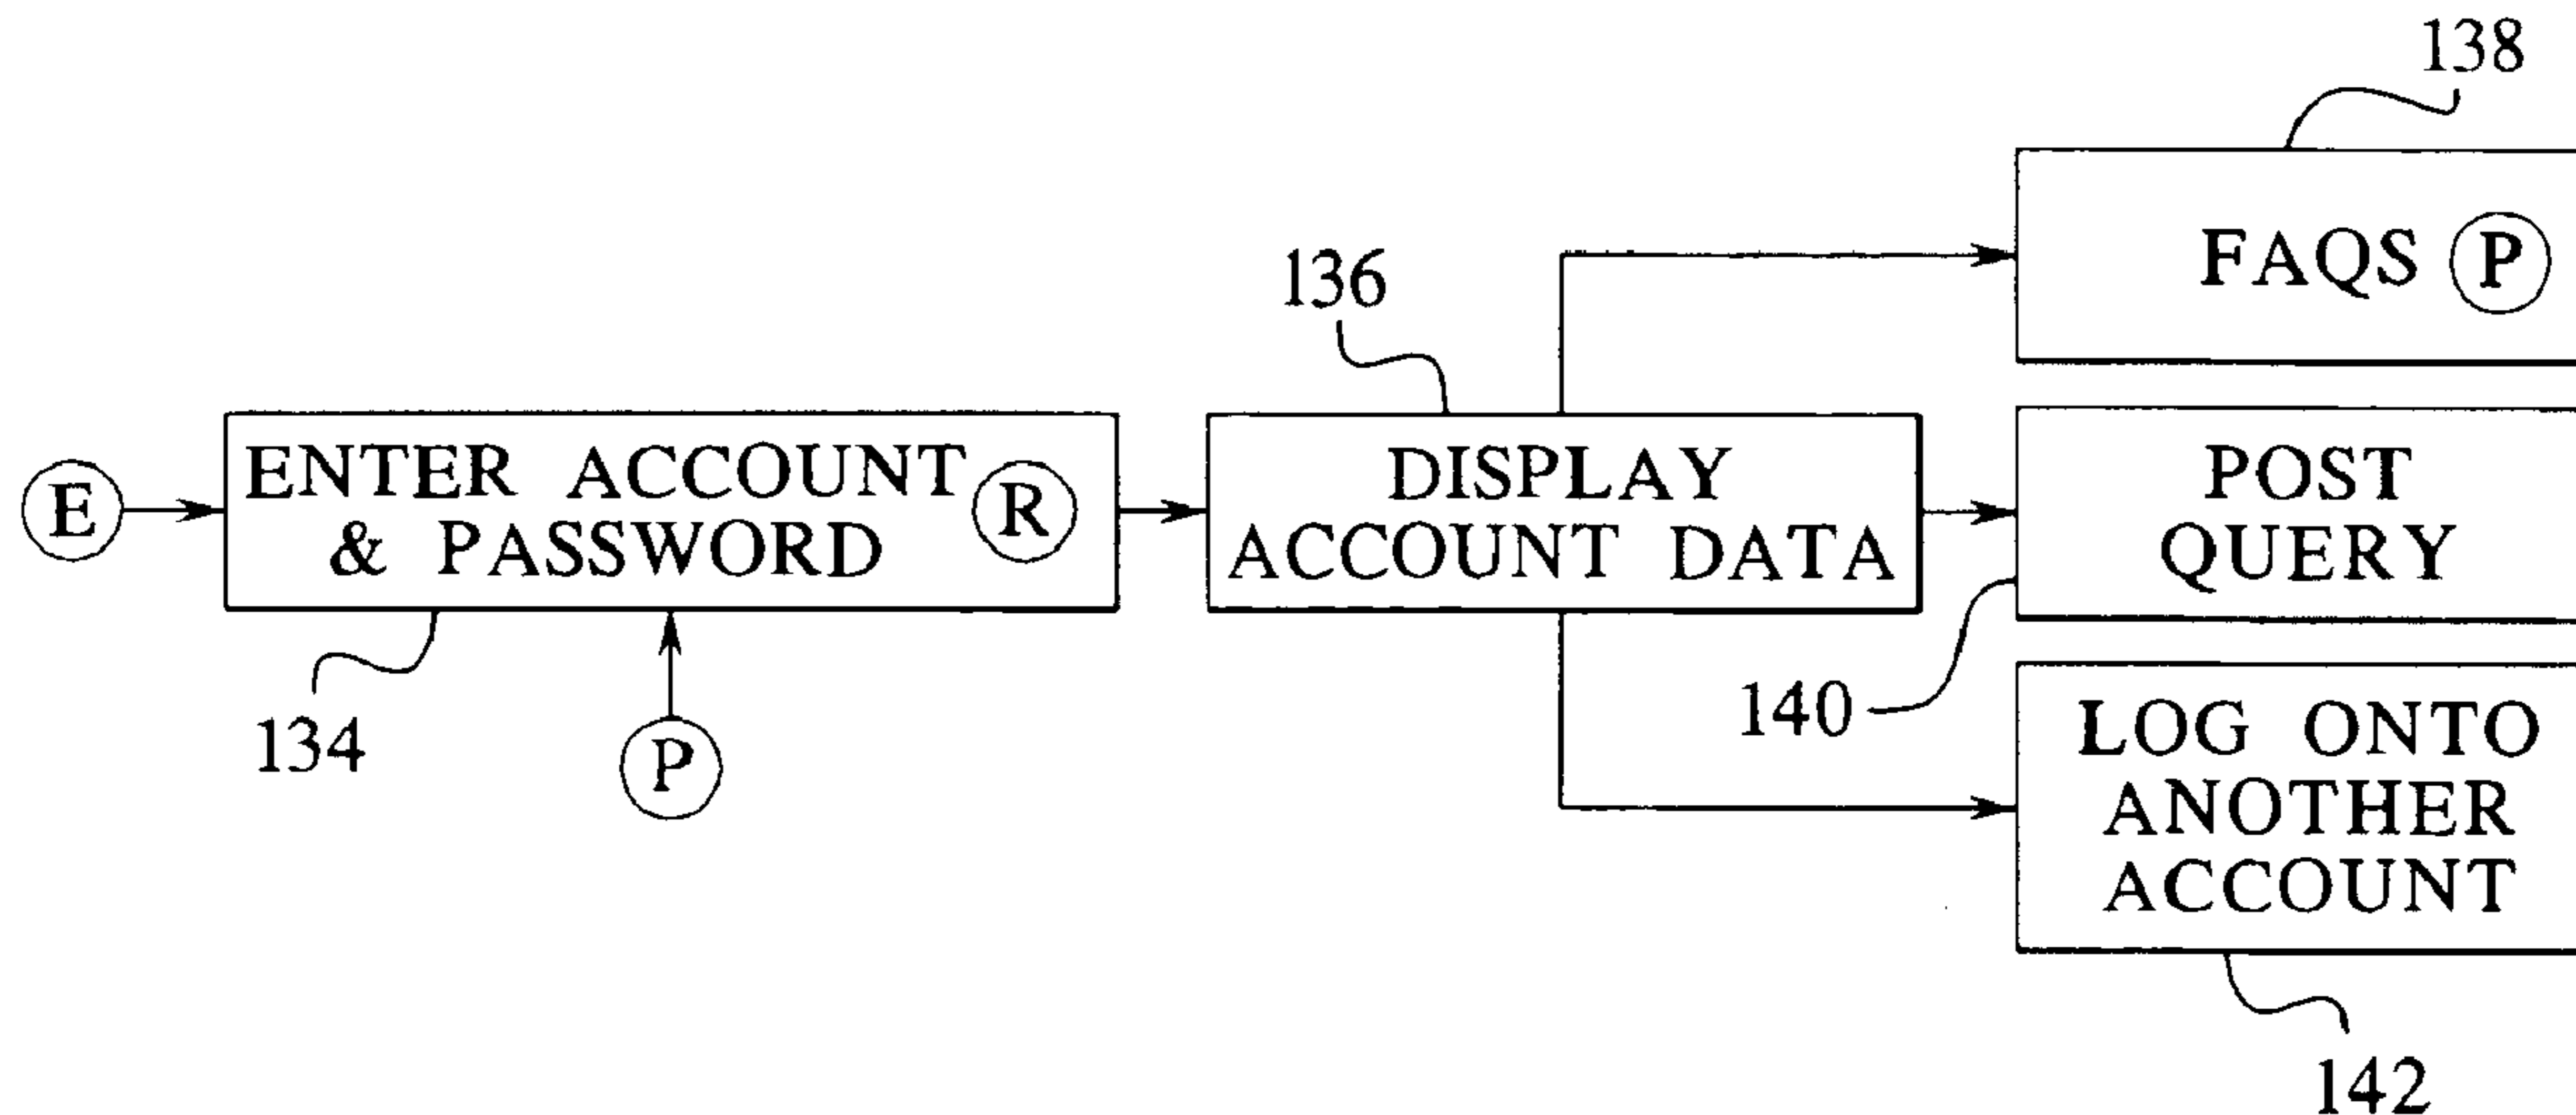 138
FAQS P
136
E
ENTER ACCOUNT
& PASSWORD
R
DISPLAY
ACCOUNT DATA
POST
QUERY
134
P
140
LOG ONTO
ANOTHER
ACCOUNT
142